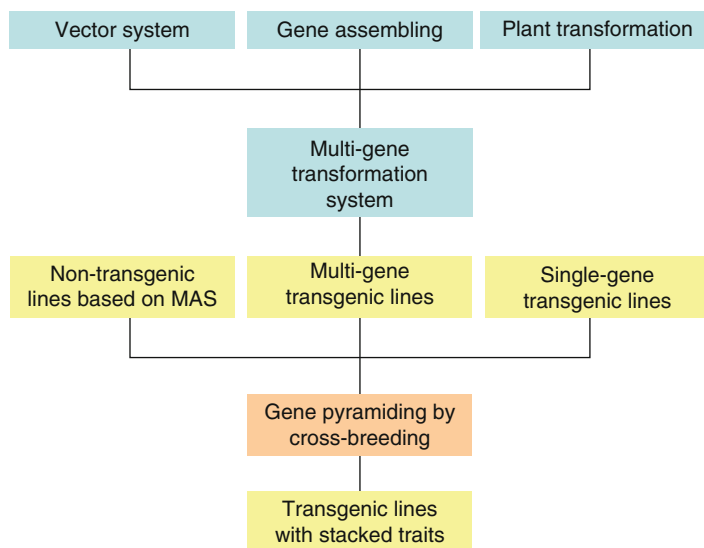 Vector system
Gene assembling
Plant transformation
Multi-gene
transformation
system
Non-transgenic
lines based on MAS
Multi-gene
transgenic lines
Single-gene
transgenic lines
Gene pyramiding by
cross-breeding
Transgenic lines
with stacked traits